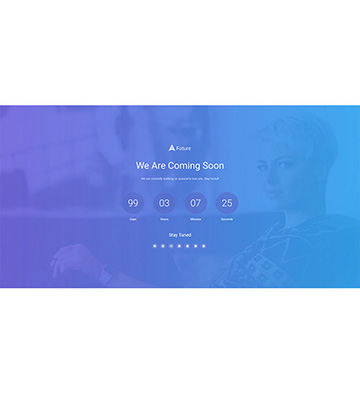 Future
We Are Coming Soon
We are currently working on awesome new site. Stay tuned!
99 03 07 25
Days Hours Minutes Seconds
Stay Tuned